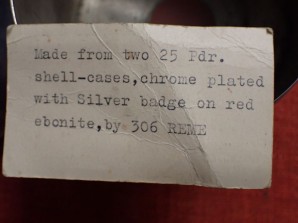 Made from two 25 Pdr.
shell-cases,chrome plated
with Silver badge on red
ebonite,by 306 REME